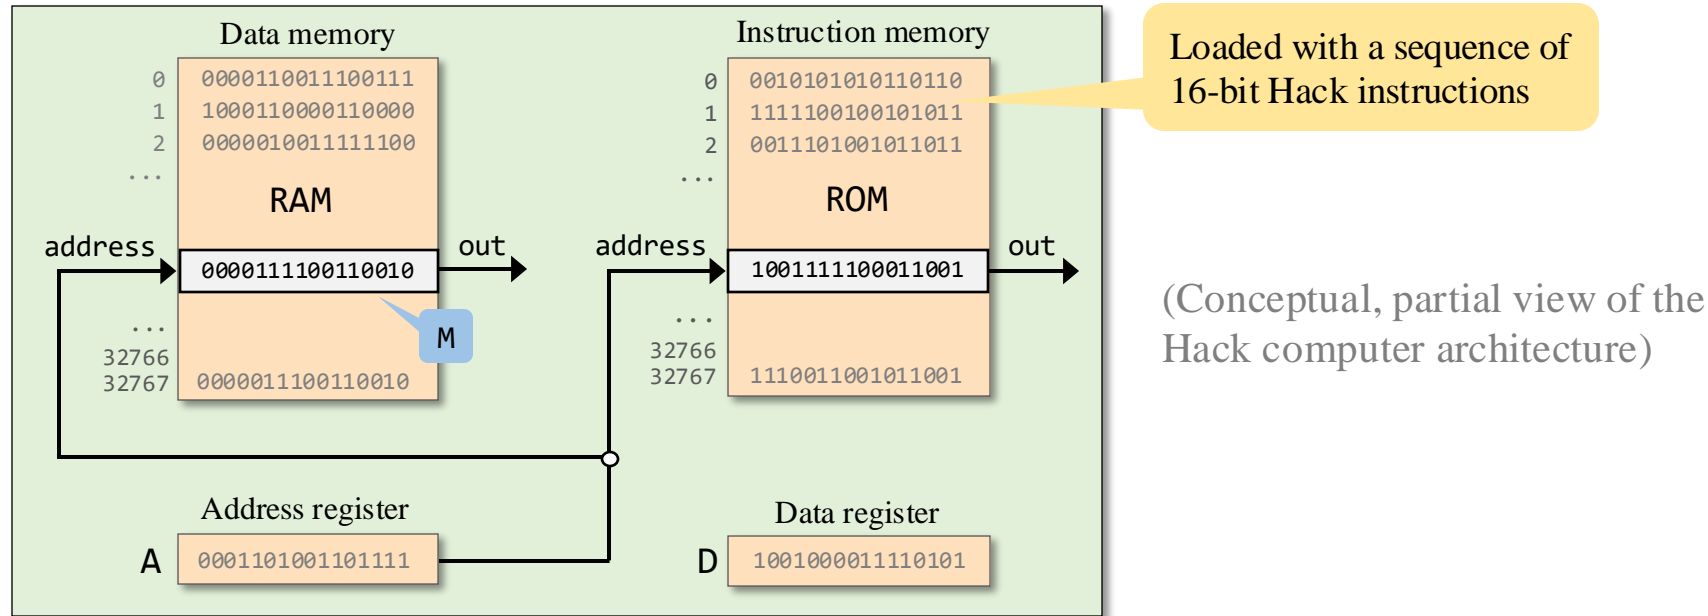 Data memory
0 0000110011100111
1 1000110000110000
2 0000010011111100
...
RAM
address
0000111100110010
out
M
...
32766
32767 0000011100110010
Instruction memory
0 0010101010110110
1 1111100100101011
2 0011101001011011
...
ROM
address
1001111100011001
out
...
32766
32767 1110011001011001
Address register
A 0001101001101111
Data register
D 1001000011110101
Loaded with a sequence of
16-bit Hack instructions
(Conceptual, partial view of the
Hack computer architecture)